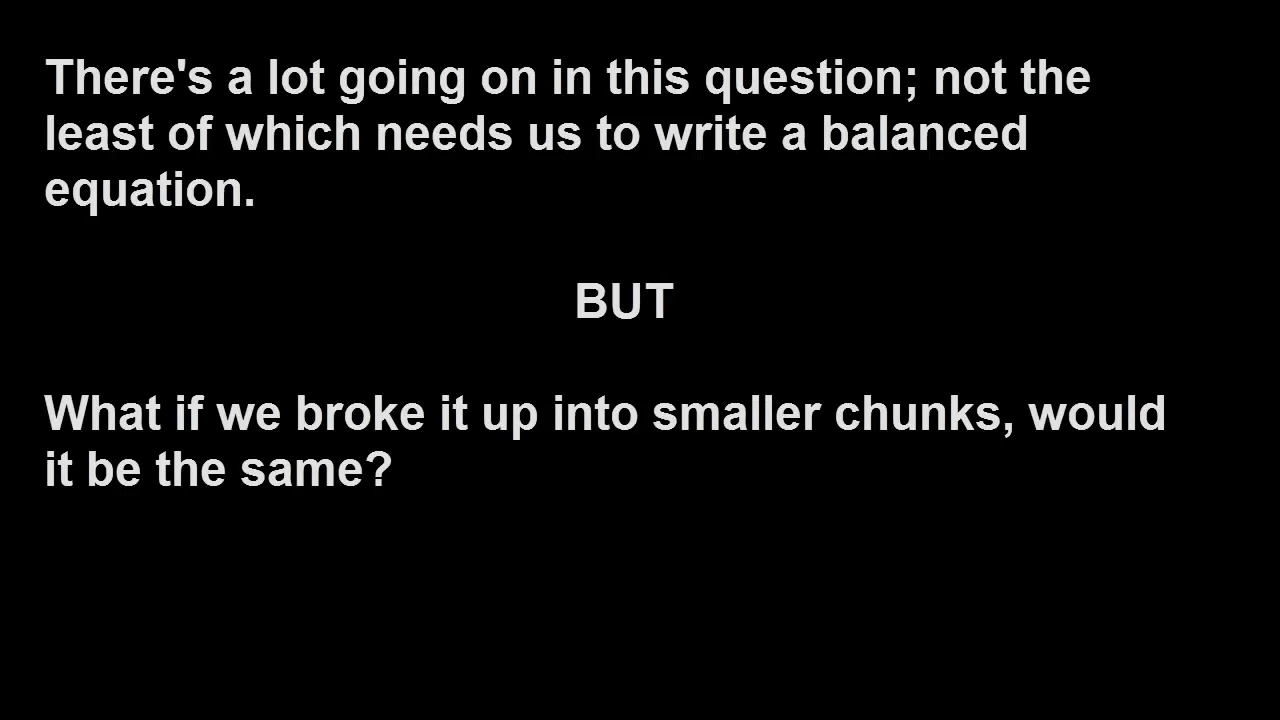 There's a lot going on in this question; not the
least of which needs us to write a balanced
equation.
BUT
What if we broke it up into smaller chunks, would
it be the same?